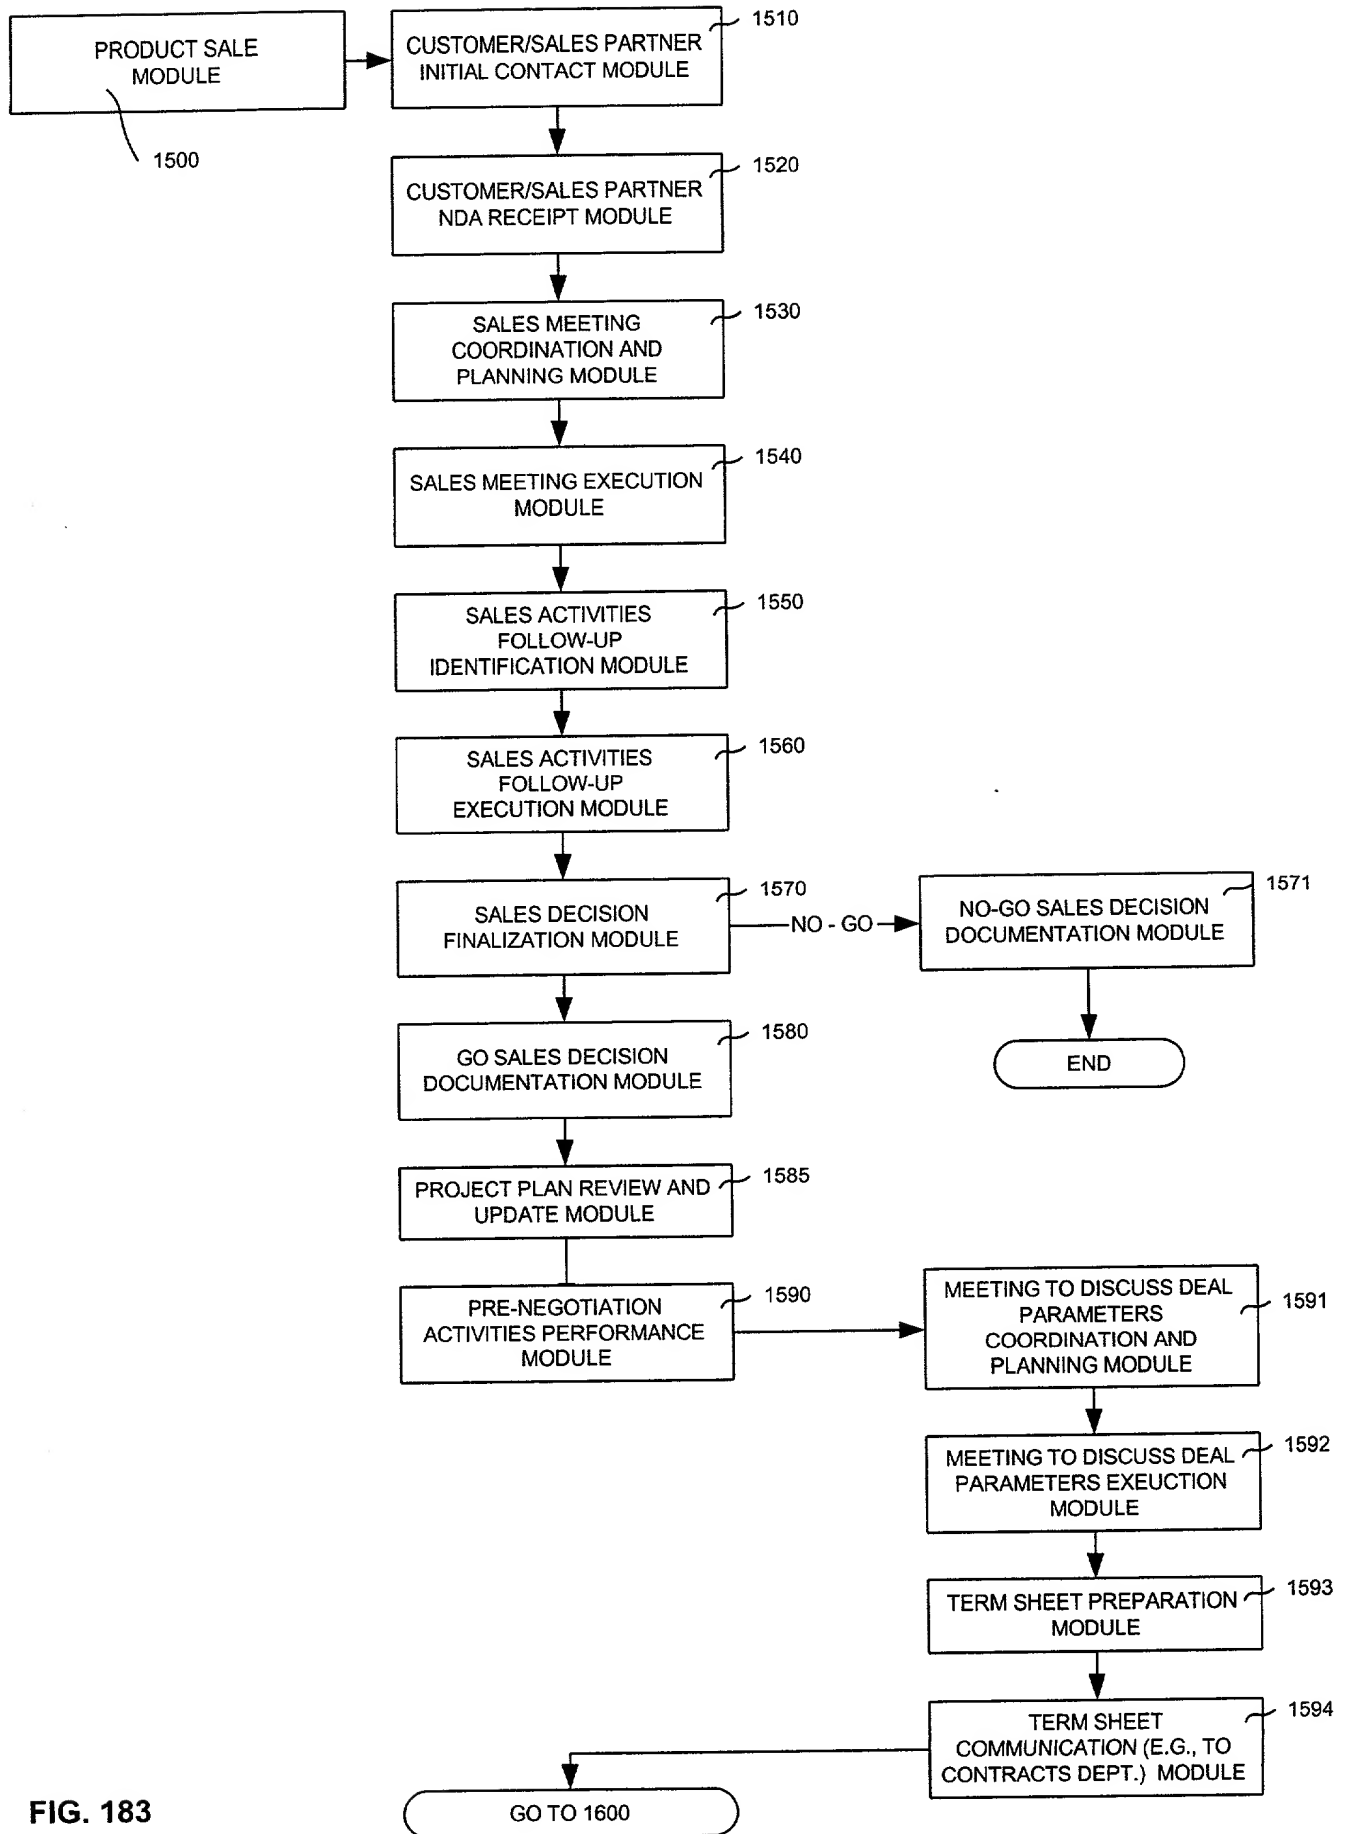 PRODUCT SALE
MODULE
1500
CUSTOMER/SALES PARTNER
INITIAL CONTACT MODULE
1510
CUSTOMER/SALES PARTNER
NDA RECEIPT MODULE
1520
SALES MEETING
COORDINATION AND
PLANNING MODULE
1530
SALES MEETING EXECUTION
MODULE
1540
SALES ACTIVITIES
FOLLOW-UP
IDENTIFICATION MODULE
1550
SALES ACTIVITIES
FOLLOW-UP
EXECUTION MODULE
1560
SALES DECISION
FINALIZATION MODULE
1570
NO - GO
NO-GO SALES DECISION
DOCUMENTATION MODULE
1571
END
GO SALES DECISION
DOCUMENTATION MODULE
1580
PROJECT PLAN REVIEW AND
UPDATE MODULE
1585
PRE-NEGOTIATION
ACTIVITIES PERFORMANCE
MODULE
1590
MEETING TO DISCUSS DEAL
PARAMETERS
COORDINATION AND
PLANNING MODULE
1591
MEETING TO DISCUSS DEAL
PARAMETERS EXEUCTION
MODULE
1592
TERM SHEET PREPARATION
MODULE
1593
TERM SHEET
COMMUNICATION (E.G., TO
CONTRACTS DEPT.) MODULE
1594
GO TO 1600
FIG. 183